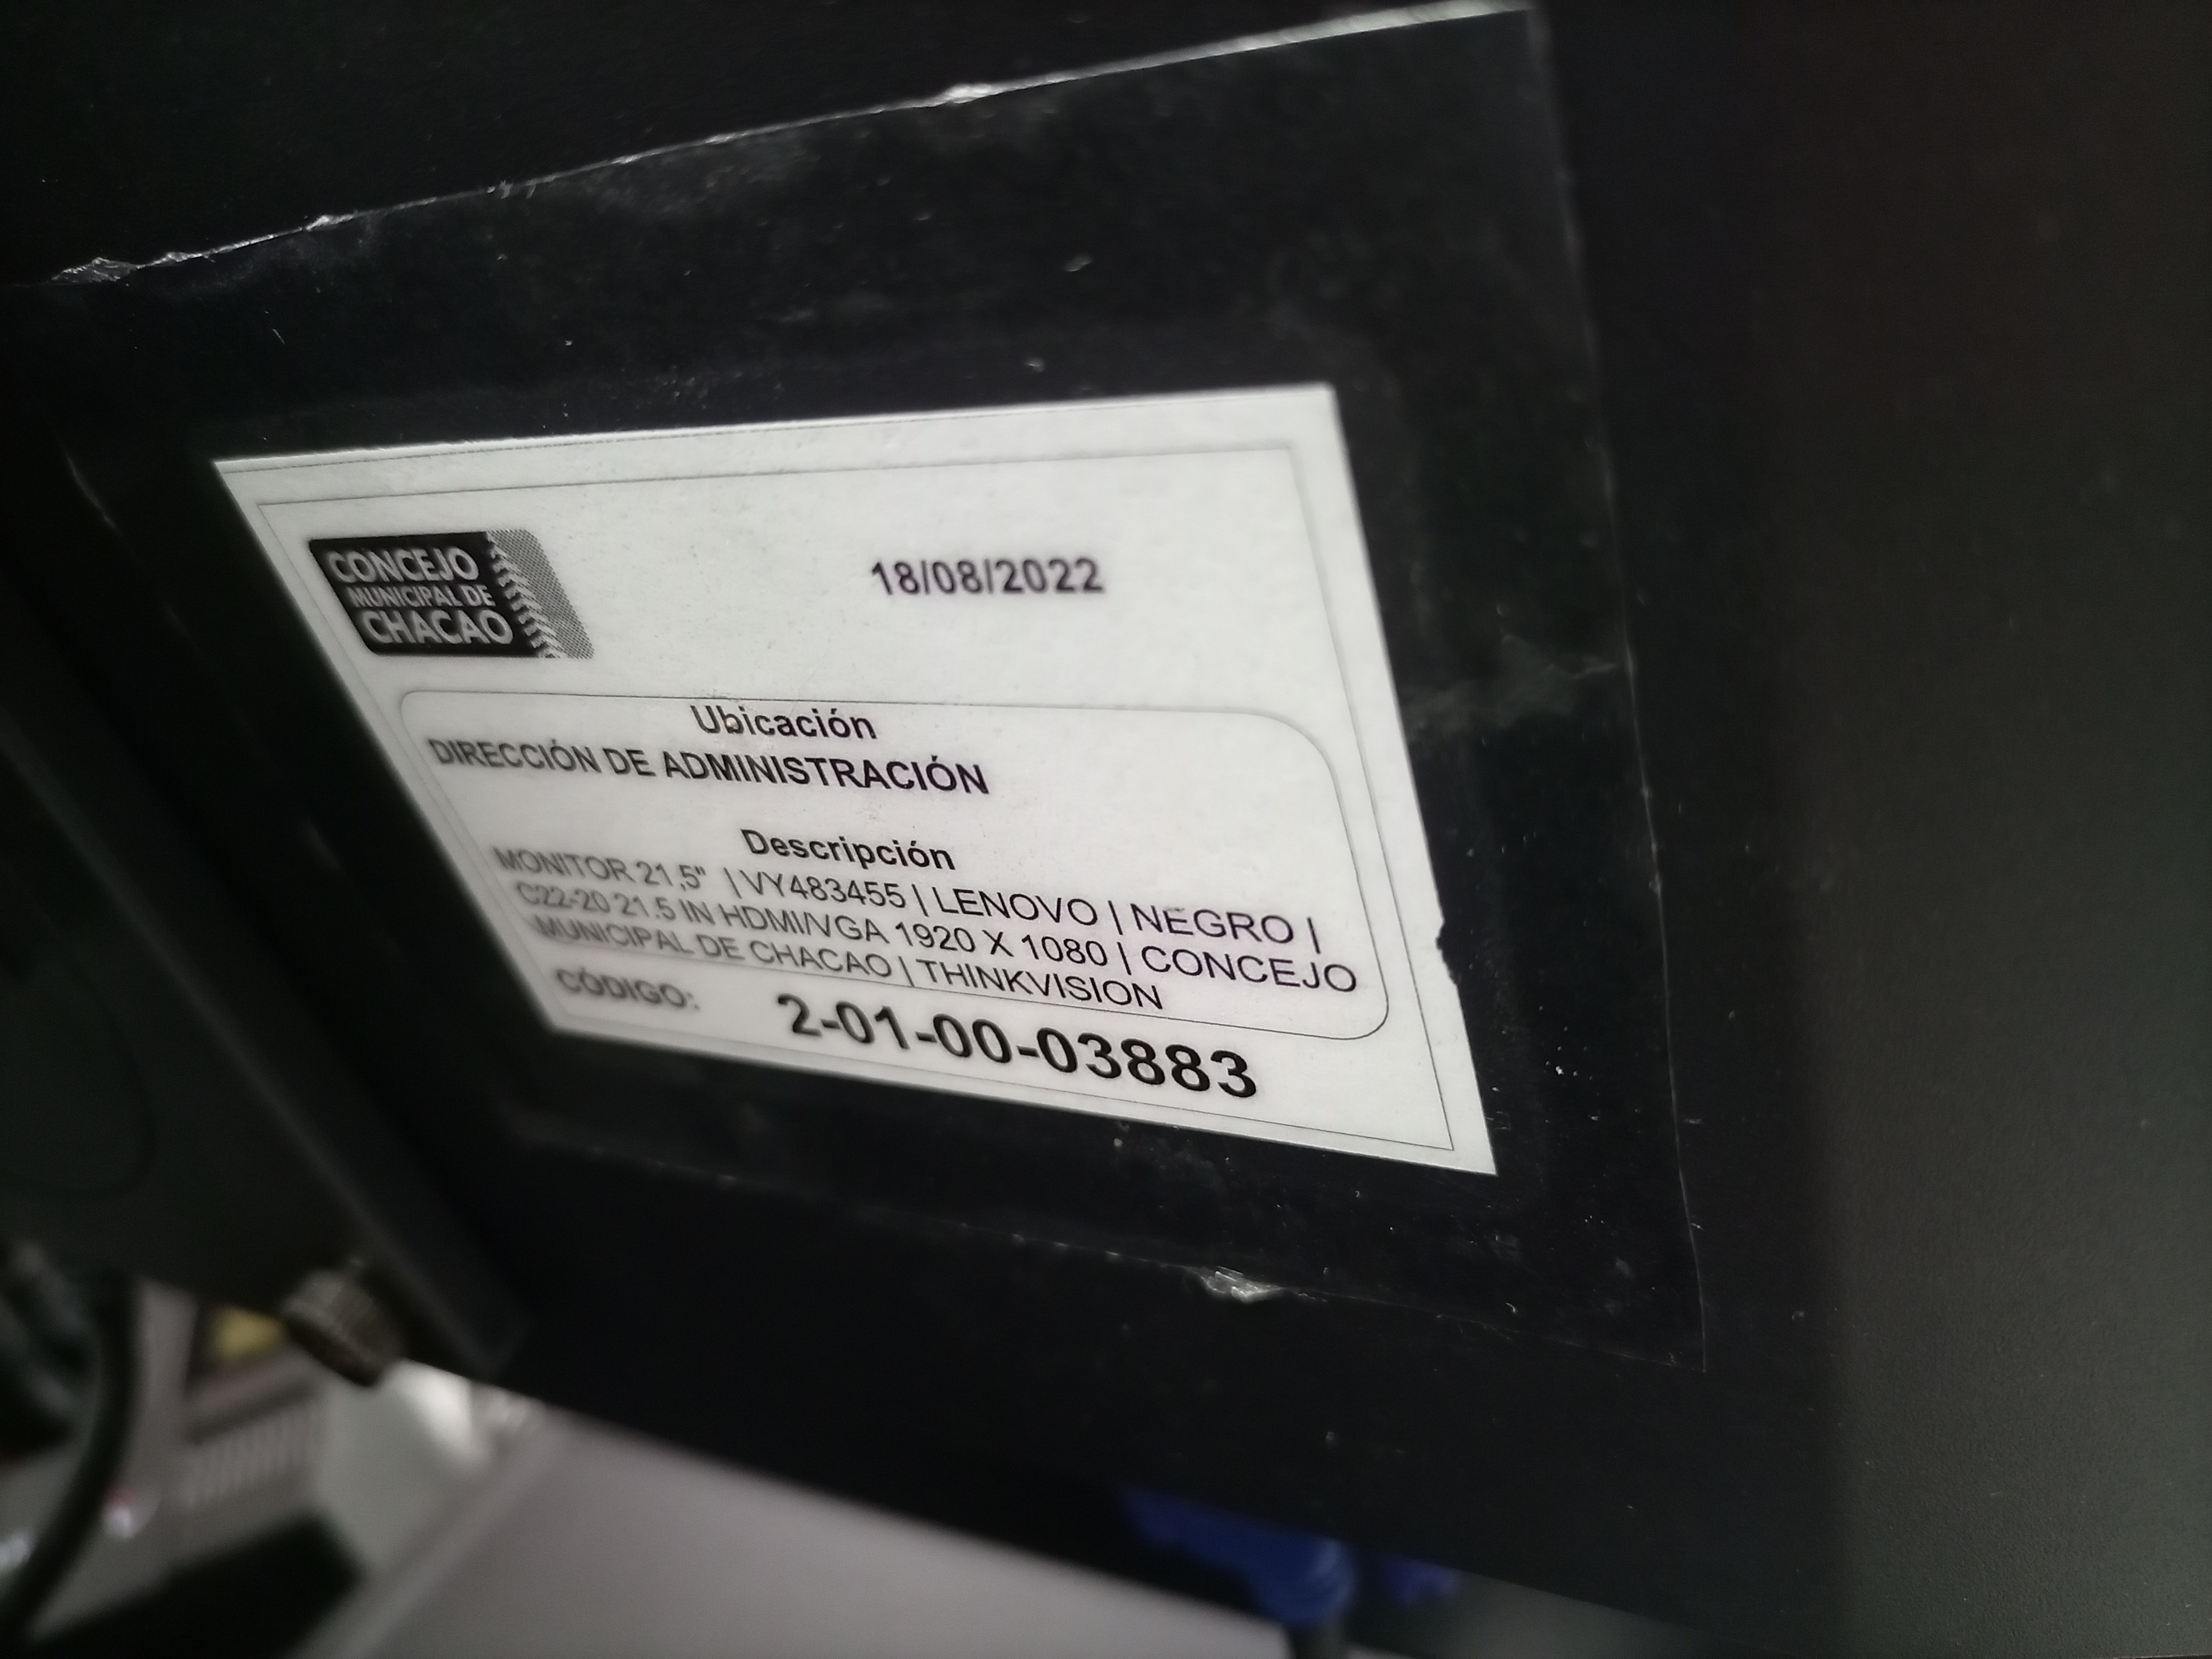 CONCEJO
MUNICIPAL DE
CHACAO
18/08/2022
Ubicación
DIRECCIÓN DE ADMINISTRACIÓN
Descripción
MONITOR 21,5" | VY483455 | LENOVO | NEGRO |
C22-20 21.5 IN HDMI/VGA 1920 X 1080 | CONCEJO
MUNICIPAL DE CHACAO | THINKVISION
CÓDIGO: 2-01-00-03883